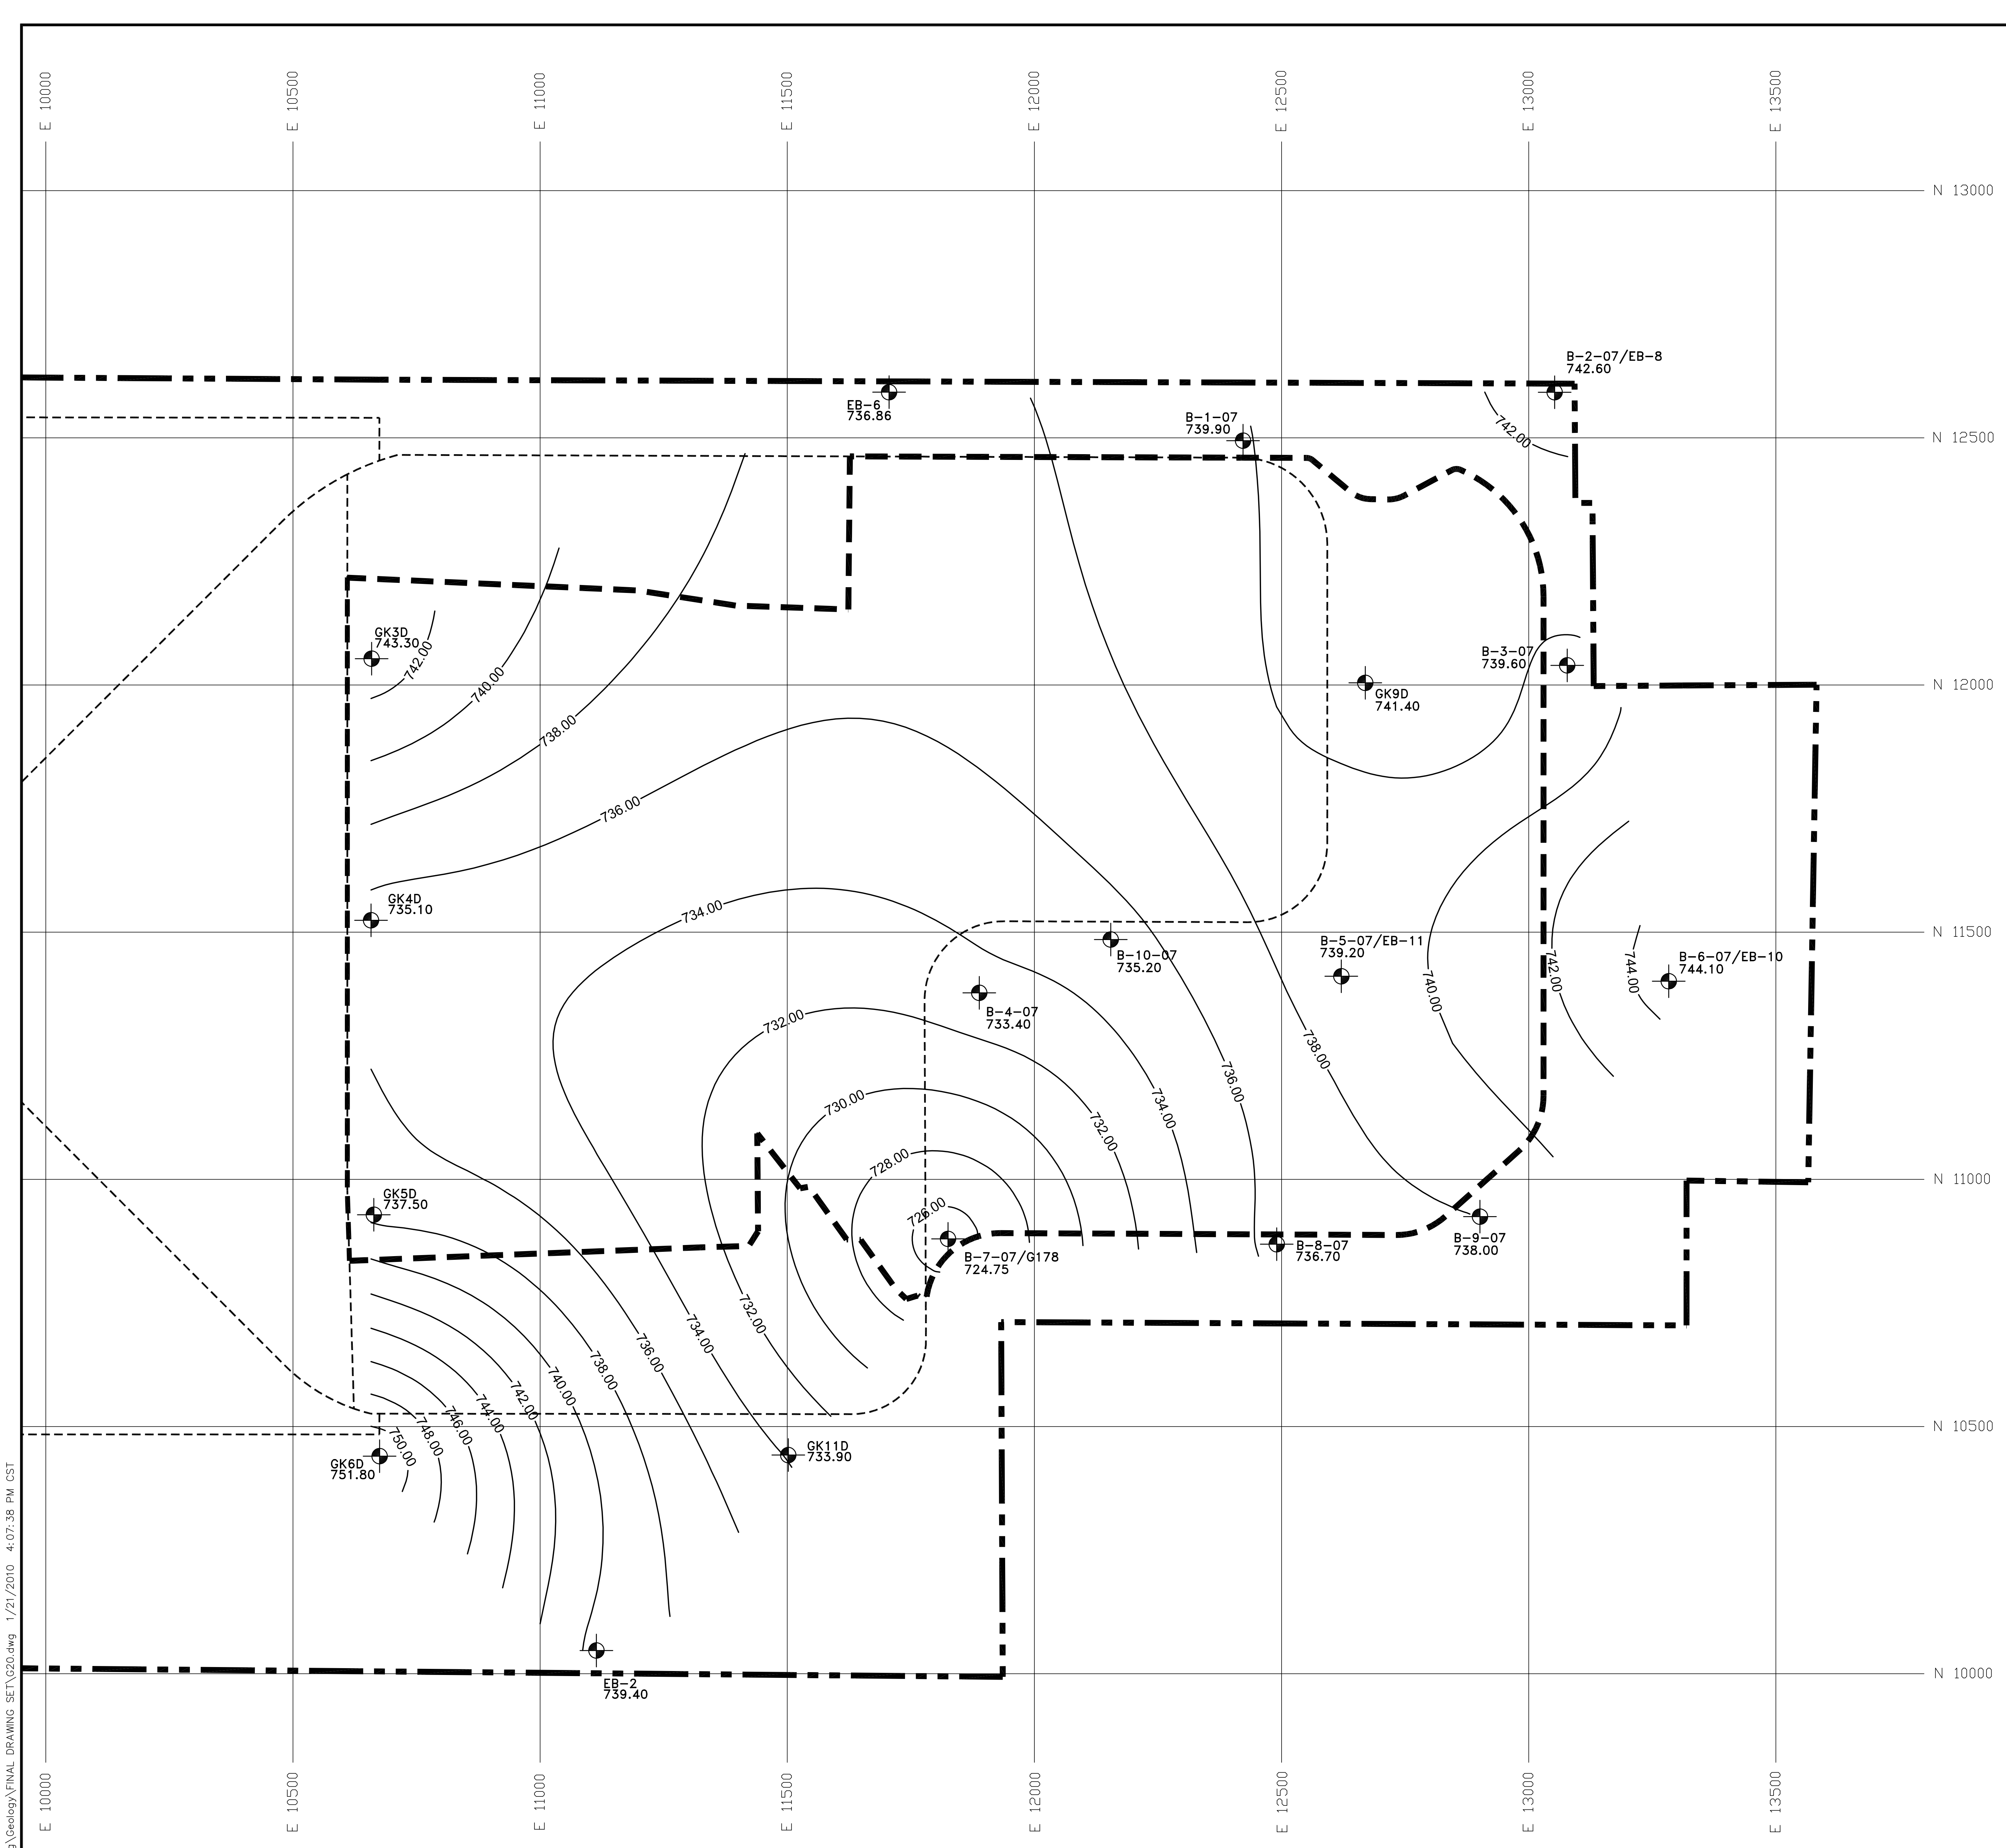 E 10000
E 10500
E 11000
E 11500
E 12000
E 12500
E 13000
E 13500
N 13000
B-2-07/EB-8
742.60
EB-6
736.86
B-1-07
739.90
742.00
N 12500
GK3D
743.30
742.00
740.00
738.00
B-3-07
739.60
GK9D
741.40
N 12000
736.00
734.00
GK4D
735.10
N 11500
B-10-07
735.20
B-5-07/EB-11
739.20
B-6-07/EB-10
744.10
B-4-07
733.40
740.00
742.00
744.00
732.00
738.00
736.00
734.00
732.00
730.00
728.00
N 11000
GK5D
737.50
726.00
B-7-07/G178
724.75
B-8-07
736.70
B-9-07
738.00
732.00
734.00
736.00
738.00
740.00
742.00
744.00
746.00
748.00
750.00
GK6D
751.80
GK11D
733.90
N 10500
EB-2
739.40
N 10000
E 10000
E 10500
E 11000
E 11500
E 12000
E 12500
E 13000
E 13500
g\Geology\FINAL DRAWING SET\G20.dwg 1/21/2010 4:07:38 PM CST